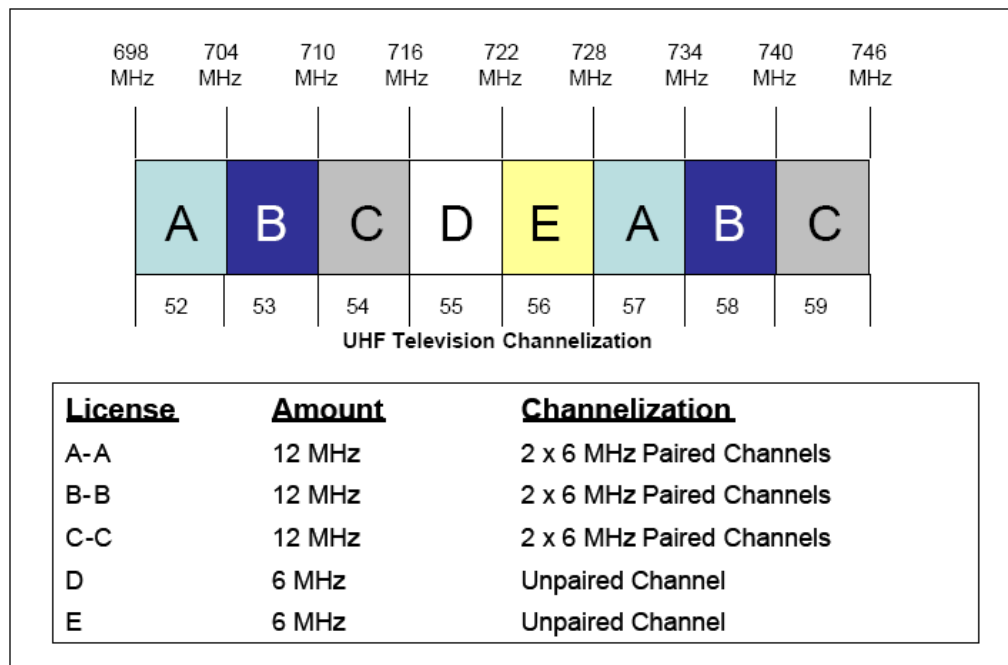 698 MHz 704 MHz 710 MHz 716 MHz 722 MHz 728 MHz 734 MHz 740 MHz 746 MHz
A B C D E A B C
52 53 54 55 56 57 58 59
UHF Television Channelization
License Amount Channelization
A-A 12 MHz 2 x 6 MHz Paired Channels
B-B 12 MHz 2 x 6 MHz Paired Channels
C-C 12 MHz 2 x 6 MHz Paired Channels
D 6 MHz Unpaired Channel
E 6 MHz Unpaired Channel